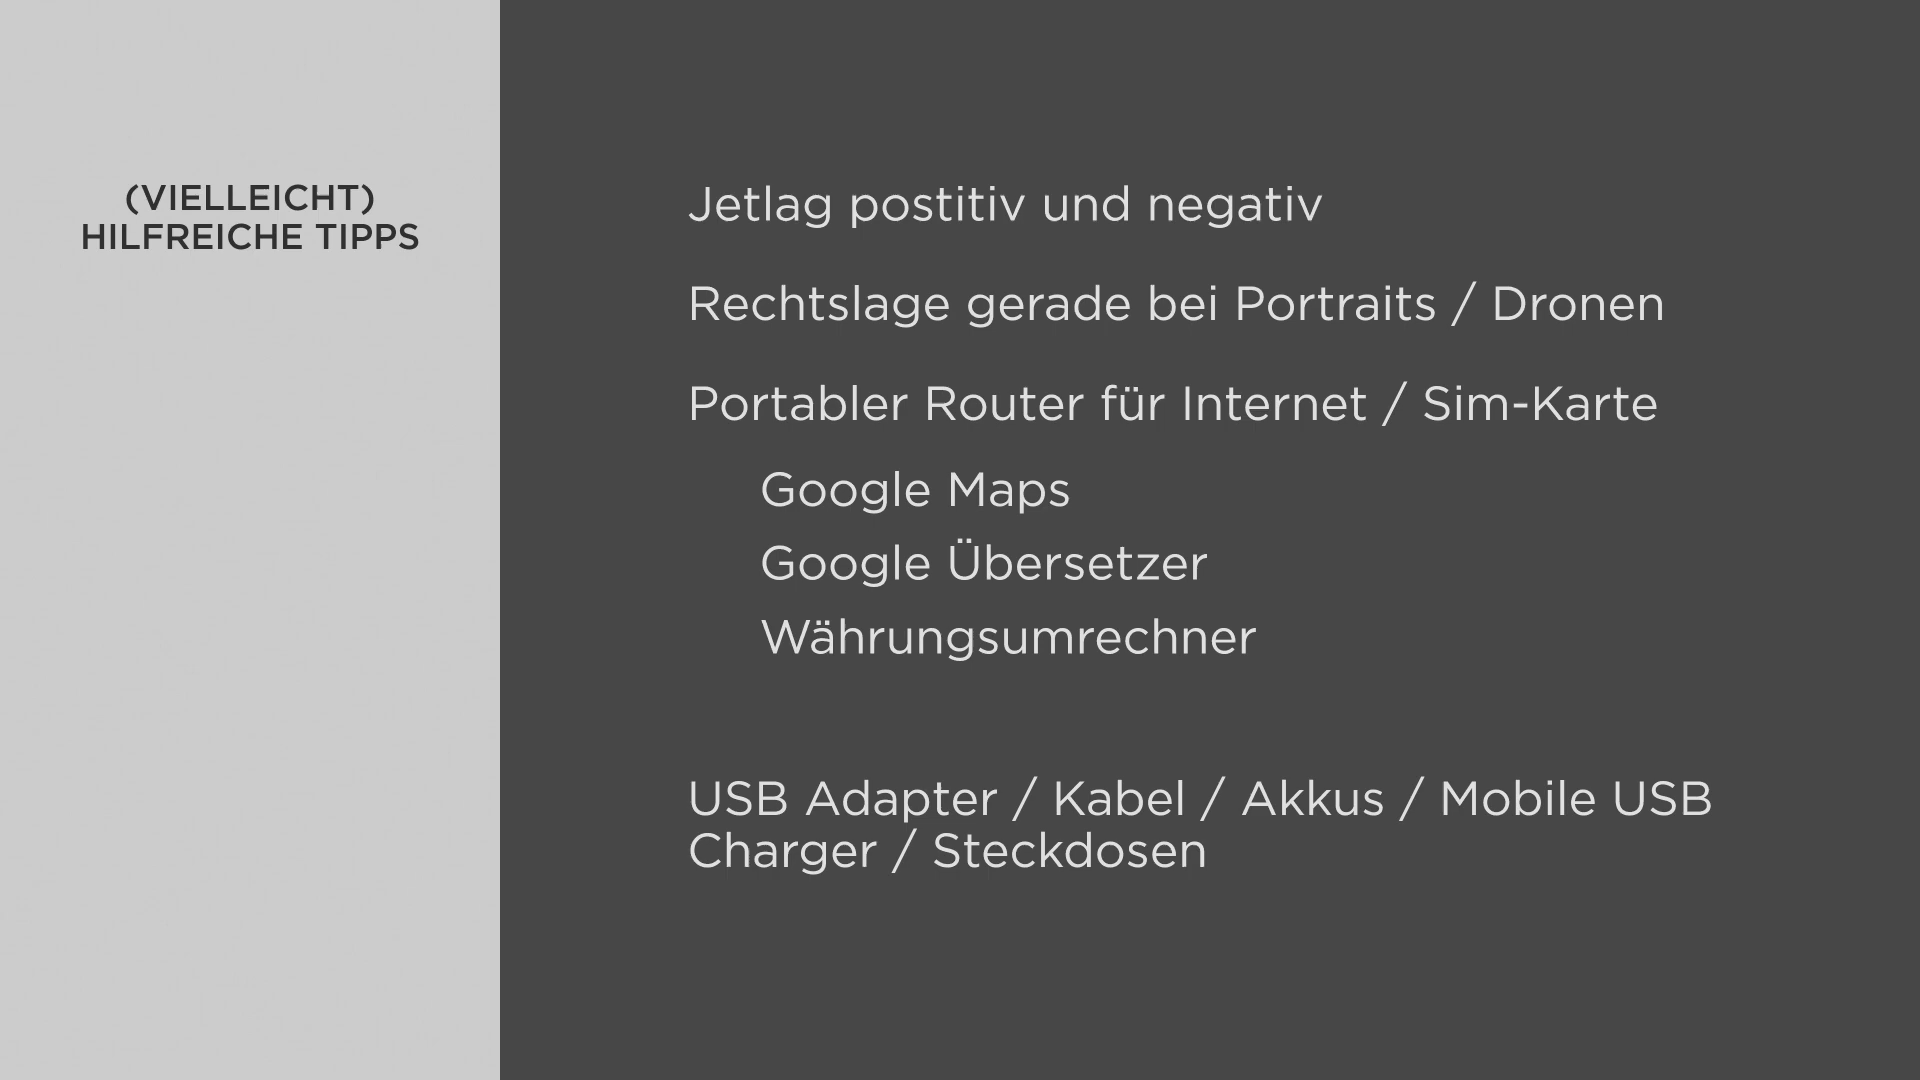 (VIELLEICHT)
HILFREICHE TIPPS
Jetlag postitiv und negativ
Rechtslage gerade bei Portraits / Dronen
Portabler Router für Internet / Sim-Karte
Google Maps
Google Übersetzer
Währungsumrechner
USB Adapter / Kabel / Akkus / Mobile USB
Charger / Steckdosen